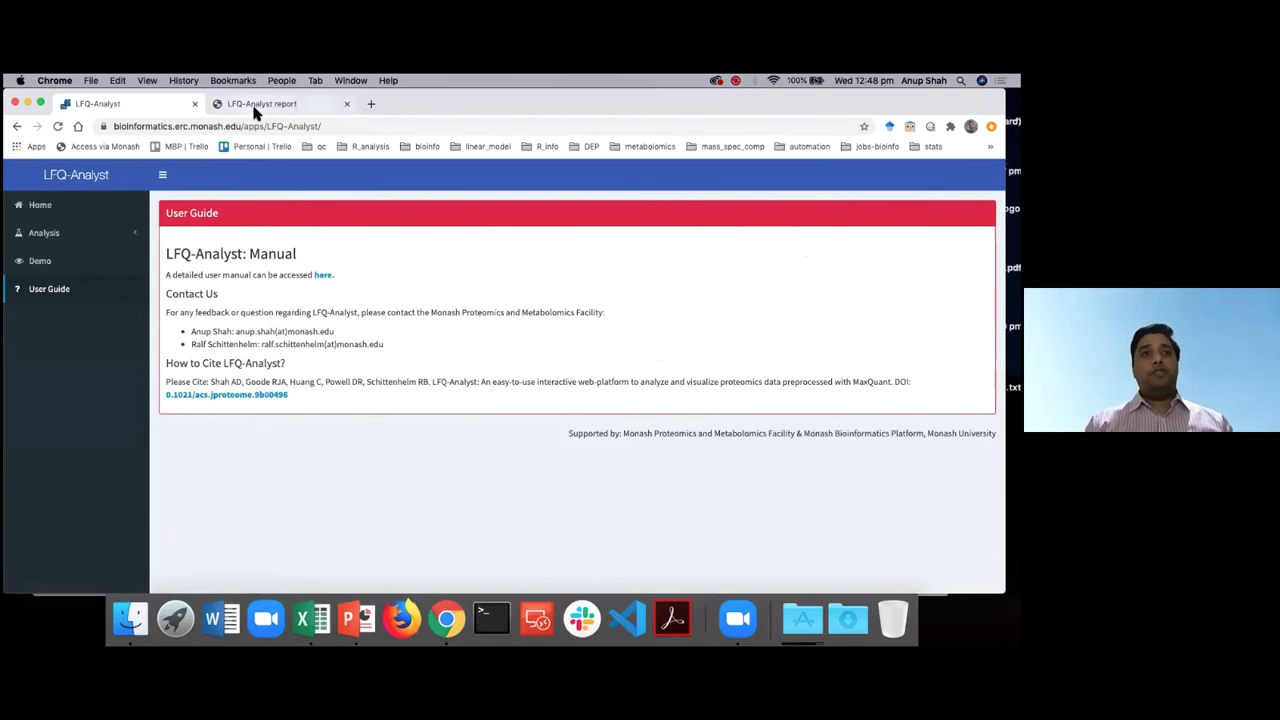 Chrome File Edit View History Bookmarks People Tab Window Help 100% Wed 12:48 pm Anup Shah
LFQ-Analyst LFQ-Analyst report
bioinformatics.erc.monash.edu/apps/LFQ-Analyst/
Apps Access via Monash MBP | Trello Personal | Trello qc R_analysis bioinfo linear_model R_info DEP metabolomics mass_spec_comp automation jobs-bioinfo stats »
LFQ-Analyst
Home
Analysis
Demo
? User Guide
User Guide
LFQ-Analyst: Manual
A detailed user manual can be accessed here.
Contact Us
For any feedback or question regarding LFQ-Analyst, please contact the Monash Proteomics and Metabolomics Facility:
• Anup Shah: anup.shah(at)monash.edu
• Ralf Schittenhelm: ralf.schittenhelm(at)monash.edu
How to Cite LFQ-Analyst?
Please Cite: Shah AD, Goode RJA, Huang C, Powell DR, Schittenhelm RB. LFQ-Analyst: An easy-to-use interactive web-platform to analyze and visualize proteomics data preprocessed with MaxQuant. DOI:
0.1021/acs.jproteome.9b00496
Supported by: Monash Proteomics and Metabolomics Facility & Monash Bioinformatics Platform, Monash University
ard)
pm
ogo
.pdf
pm
.txt